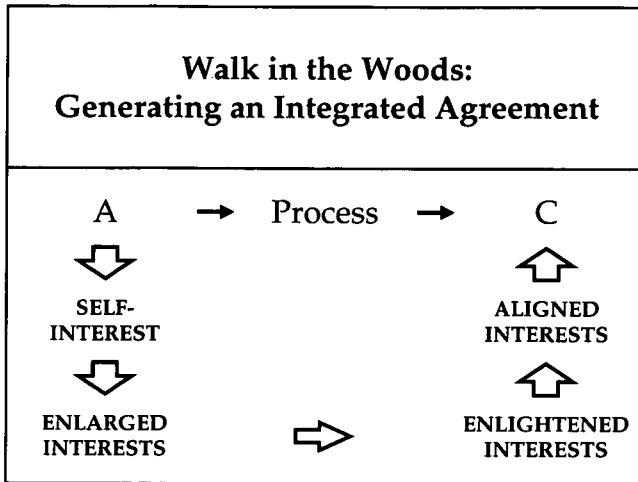 Walk in the Woods:
Generating an Integrated Agreement
A → Process → C
SELF-
INTEREST
ALIGNED
INTERESTS
ENLARGED
INTERESTS
ENLIGHTENED
INTERESTS